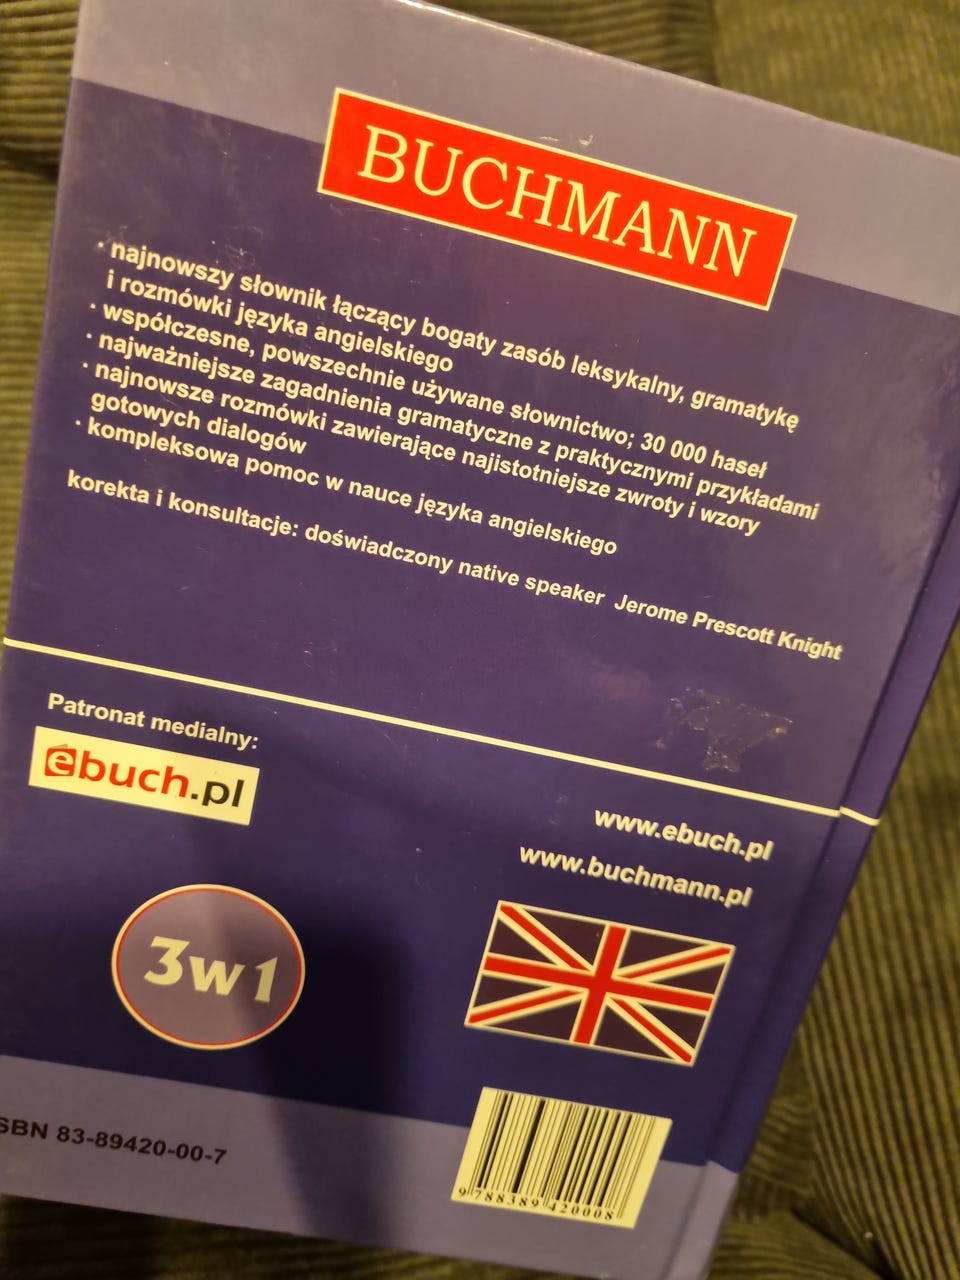 BUCHMANN
· najnowszy słownik łączący bogaty zasób leksykalny, gramatykę
i rozmówki języka angielskiego
· współczesne, powszechnie używane słownictwo; 30 000 haseł
· najważniejsze zagadnienia gramatyczne z praktycznymi przykładami
· najnowsze rozmówki zawierające najistotniejsze zwroty i wzory
gotowych dialogów
· kompleksowa pomoc w nauce języka angielskiego
korekta i konsultacje: doświadczony native speaker Jerome Prescott Knight
Patronat medialny:
ebuch.pl
www.ebuch.pl
www.buchmann.pl
3w1
SBN 83-89420-00-7
9 788389 420008